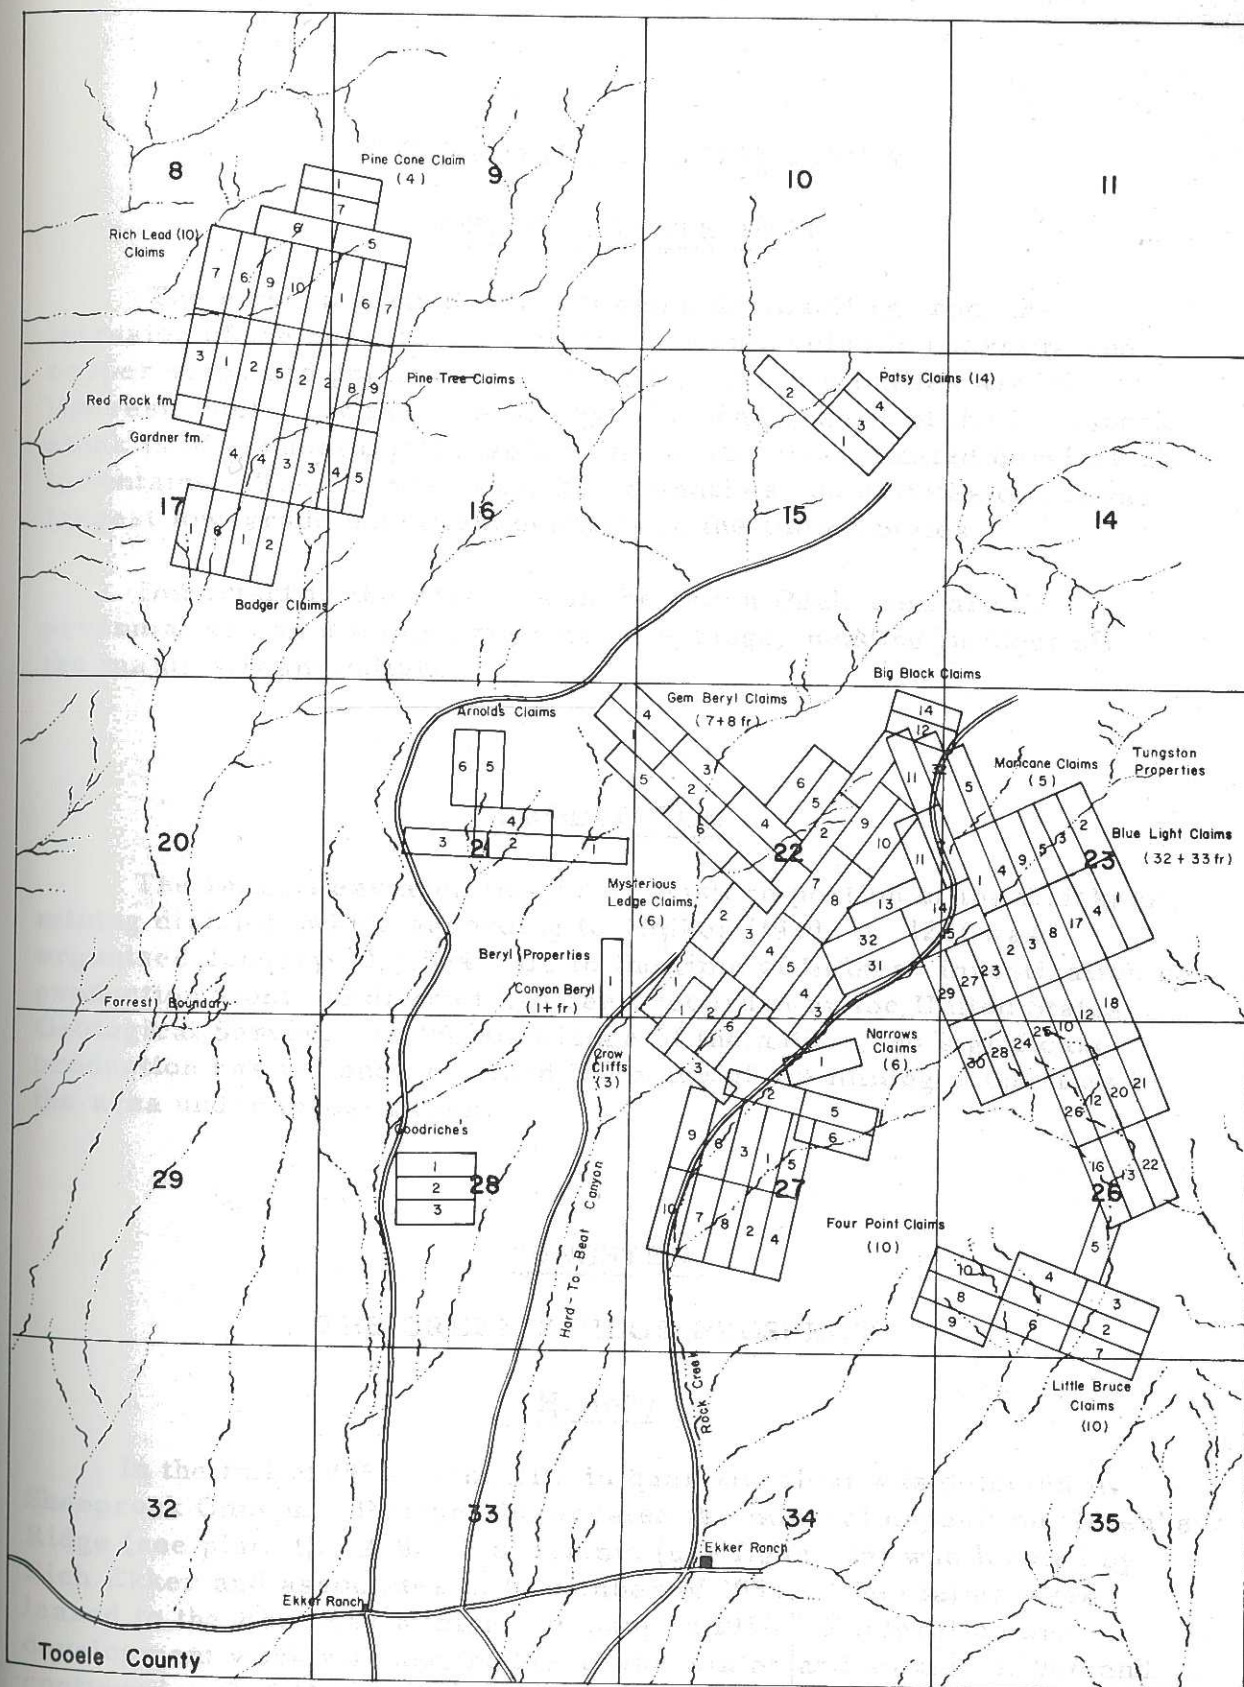 8
9
10
11
Pine Cone Claim
(4)
1
7
6
5
Rich Lead (10)
Claims
7 6 9 10 1 6 7
3 1 2 5 2 2 8 9
Pine Tree Claims
Red Rock fm.
Gardner fm.
4 4 3 3 4 5
6 1 2
Badger Claims
17
16
15
14
Patsy Claims (14)
2
4
3
1
Big Black Claims
14
12
Gem Beryl Claims
(7+8 fr)
4
1
3
2
5
6
4
6
5
2
9
10
7
8
Arnold's Claims
6 5
4
3 2 1
20
21
22
23
Maricane Claims
(5)
Tungston
Properties
Blue Light Claims
(32 + 33 fr)
11
32
5
7
11
13
14
15
32
31
1 4 9 5 3 2
2 3 8 17 4 1
29 27 23
30 28 24 25 10 12 18
26 12 20 21
16 13 22
Mysterious
Ledge Claims
(6)
2
3
4
5
4
3
1
1 2 6
3
Beryl Properties
Canyon Beryl
(1+ fr)
1
Forrest Boundary
Crow
Cliffs
(3)
Narrows
Claims
(6)
1
2
5
6
9 8 3 1 5
10 7 8 2 4
Goodriche's
1
2
3
29
28
27
26
Hard-To-Beat Canyon
Four Point Claims
(10)
5
10
8
9
4
6
3
2
7
Little Bruce
Claims
(10)
Rock Creek
32
33
34
35
Ekker Ranch
Ekker Ranch
Tooele County